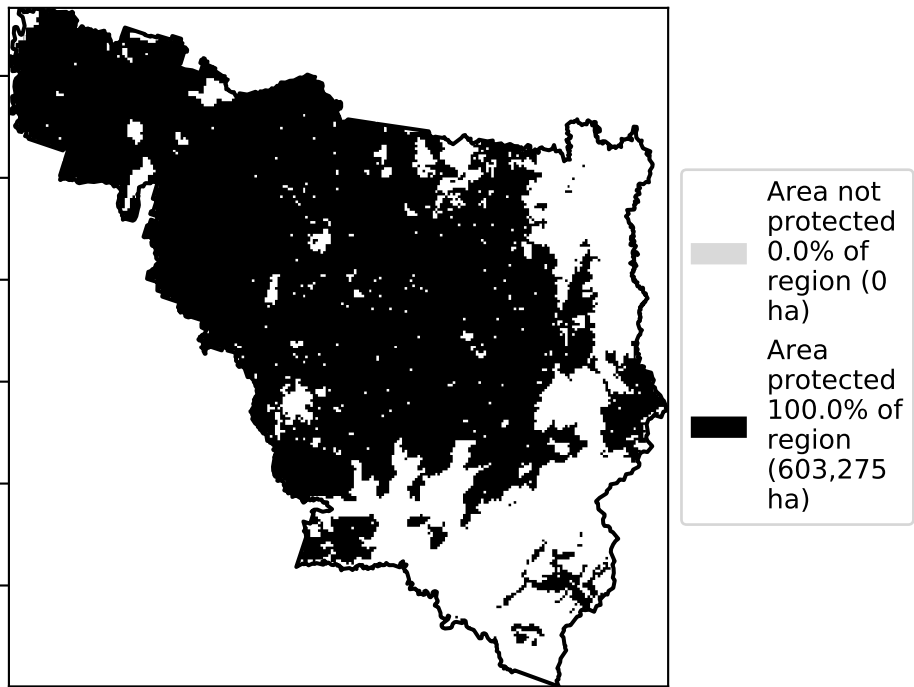 Area not
protected
0.0% of
region (0
ha)
Area
protected
100.0% of
region
(603,275
ha)